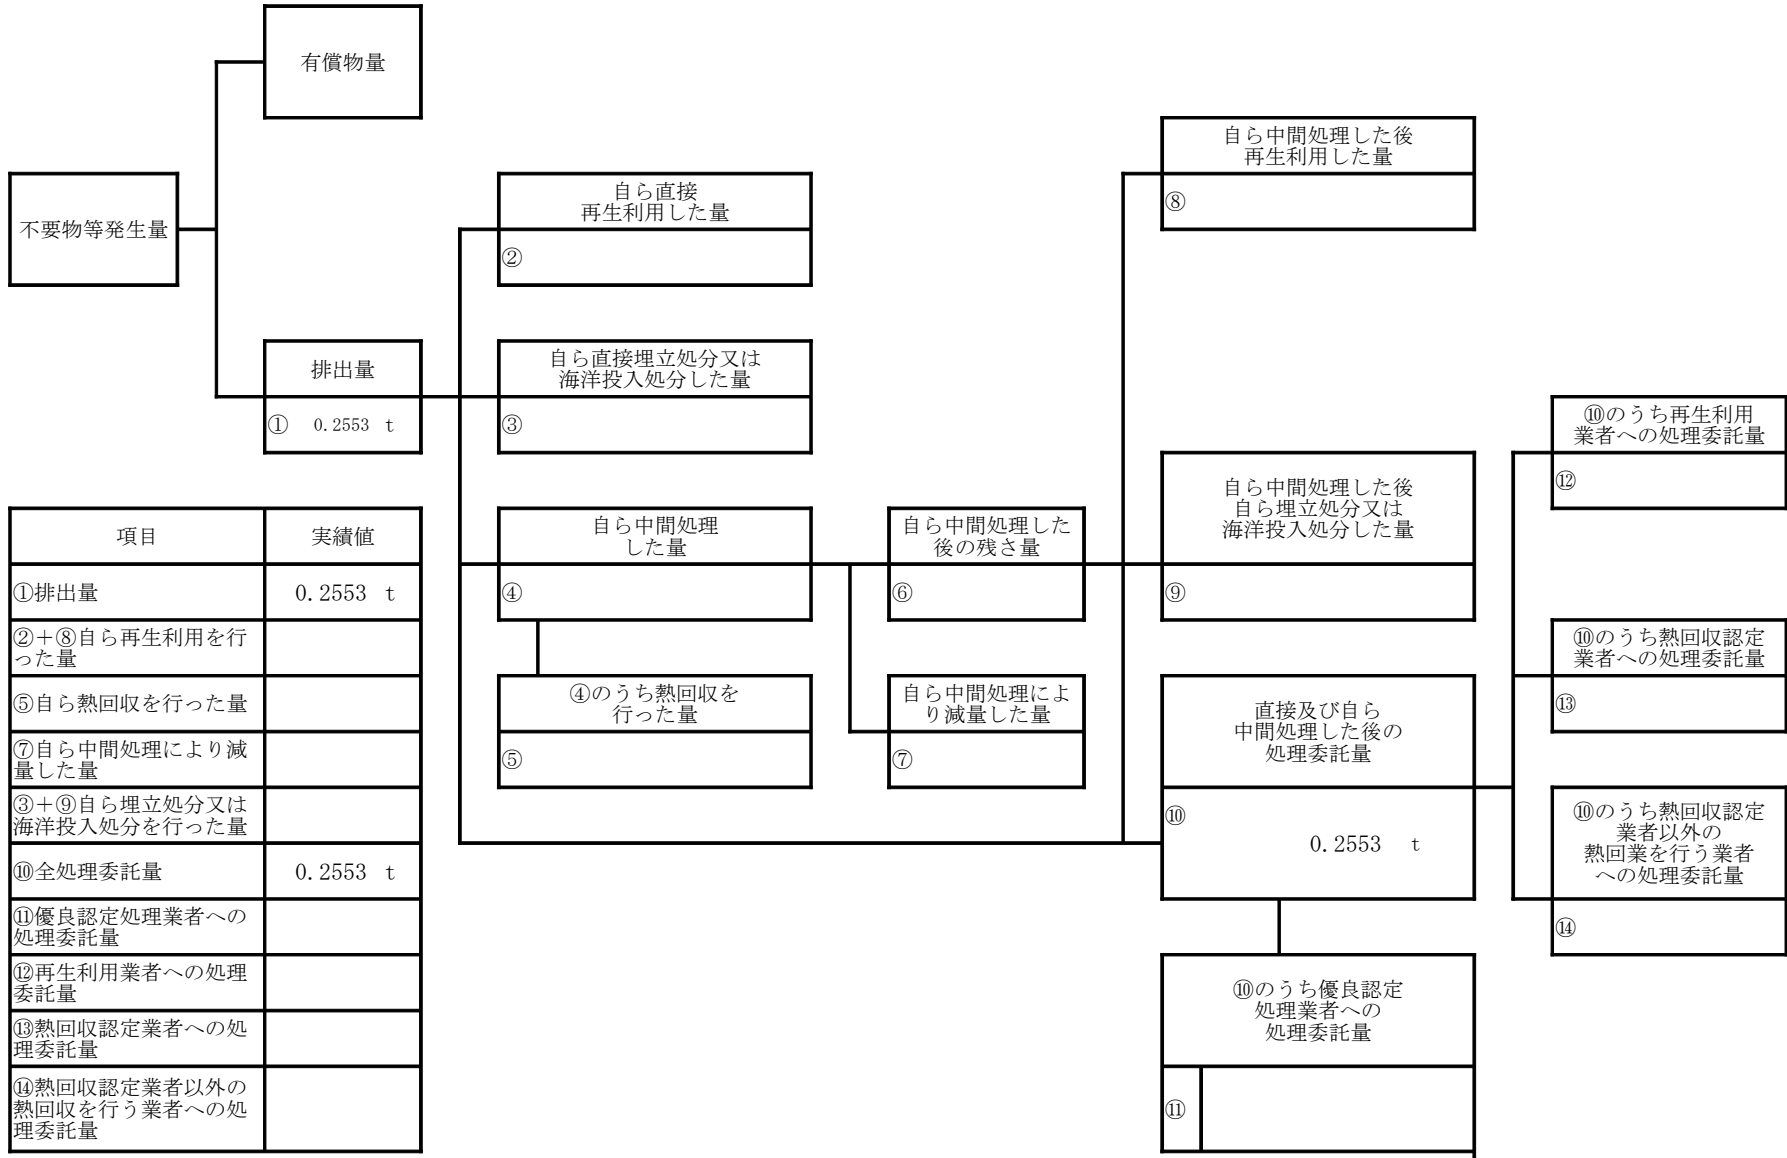 有償物量
不要物等発生量
排出量
① 0.2553 t
自ら直接
再生利用した量
②
自ら直接埋立処分又は
海洋投入処分した量
③
自ら中間処理
した量
④
④のうち熱回収を
行った量
⑤
自ら中間処理した
後の残さ量
⑥
自ら中間処理によ
り減量した量
⑦
自ら中間処理した後
再生利用した量
⑧
自ら中間処理した後
自ら埋立処分又は
海洋投入処分した量
⑨
直接及び自ら
中間処理した後の
処理委託量
⑩
0.2553 t
⑩のうち優良認定
処理業者への
処理委託量
⑪
⑩のうち再生利用
業者への処理委託量
⑫
⑩のうち熱回収認定
業者への処理委託量
⑬
⑩のうち熱回収認定
業者以外の
熱回業を行う業者
への処理委託量
⑭
項目 実績値
①排出量 0.2553 t
②＋⑧自ら再生利用を行
った量
⑤自ら熱回収を行った量
⑦自ら中間処理により減
量した量
③＋⑨自ら埋立処分又は
海洋投入処分を行った量
⑩全処理委託量 0.2553 t
⑪優良認定処理業者への
処理委託量
⑫再生利用業者への処理
委託量
⑬熱回収認定業者への処
理委託量
⑭熱回収認定業者以外の
熱回収を行う業者への処
理委託量